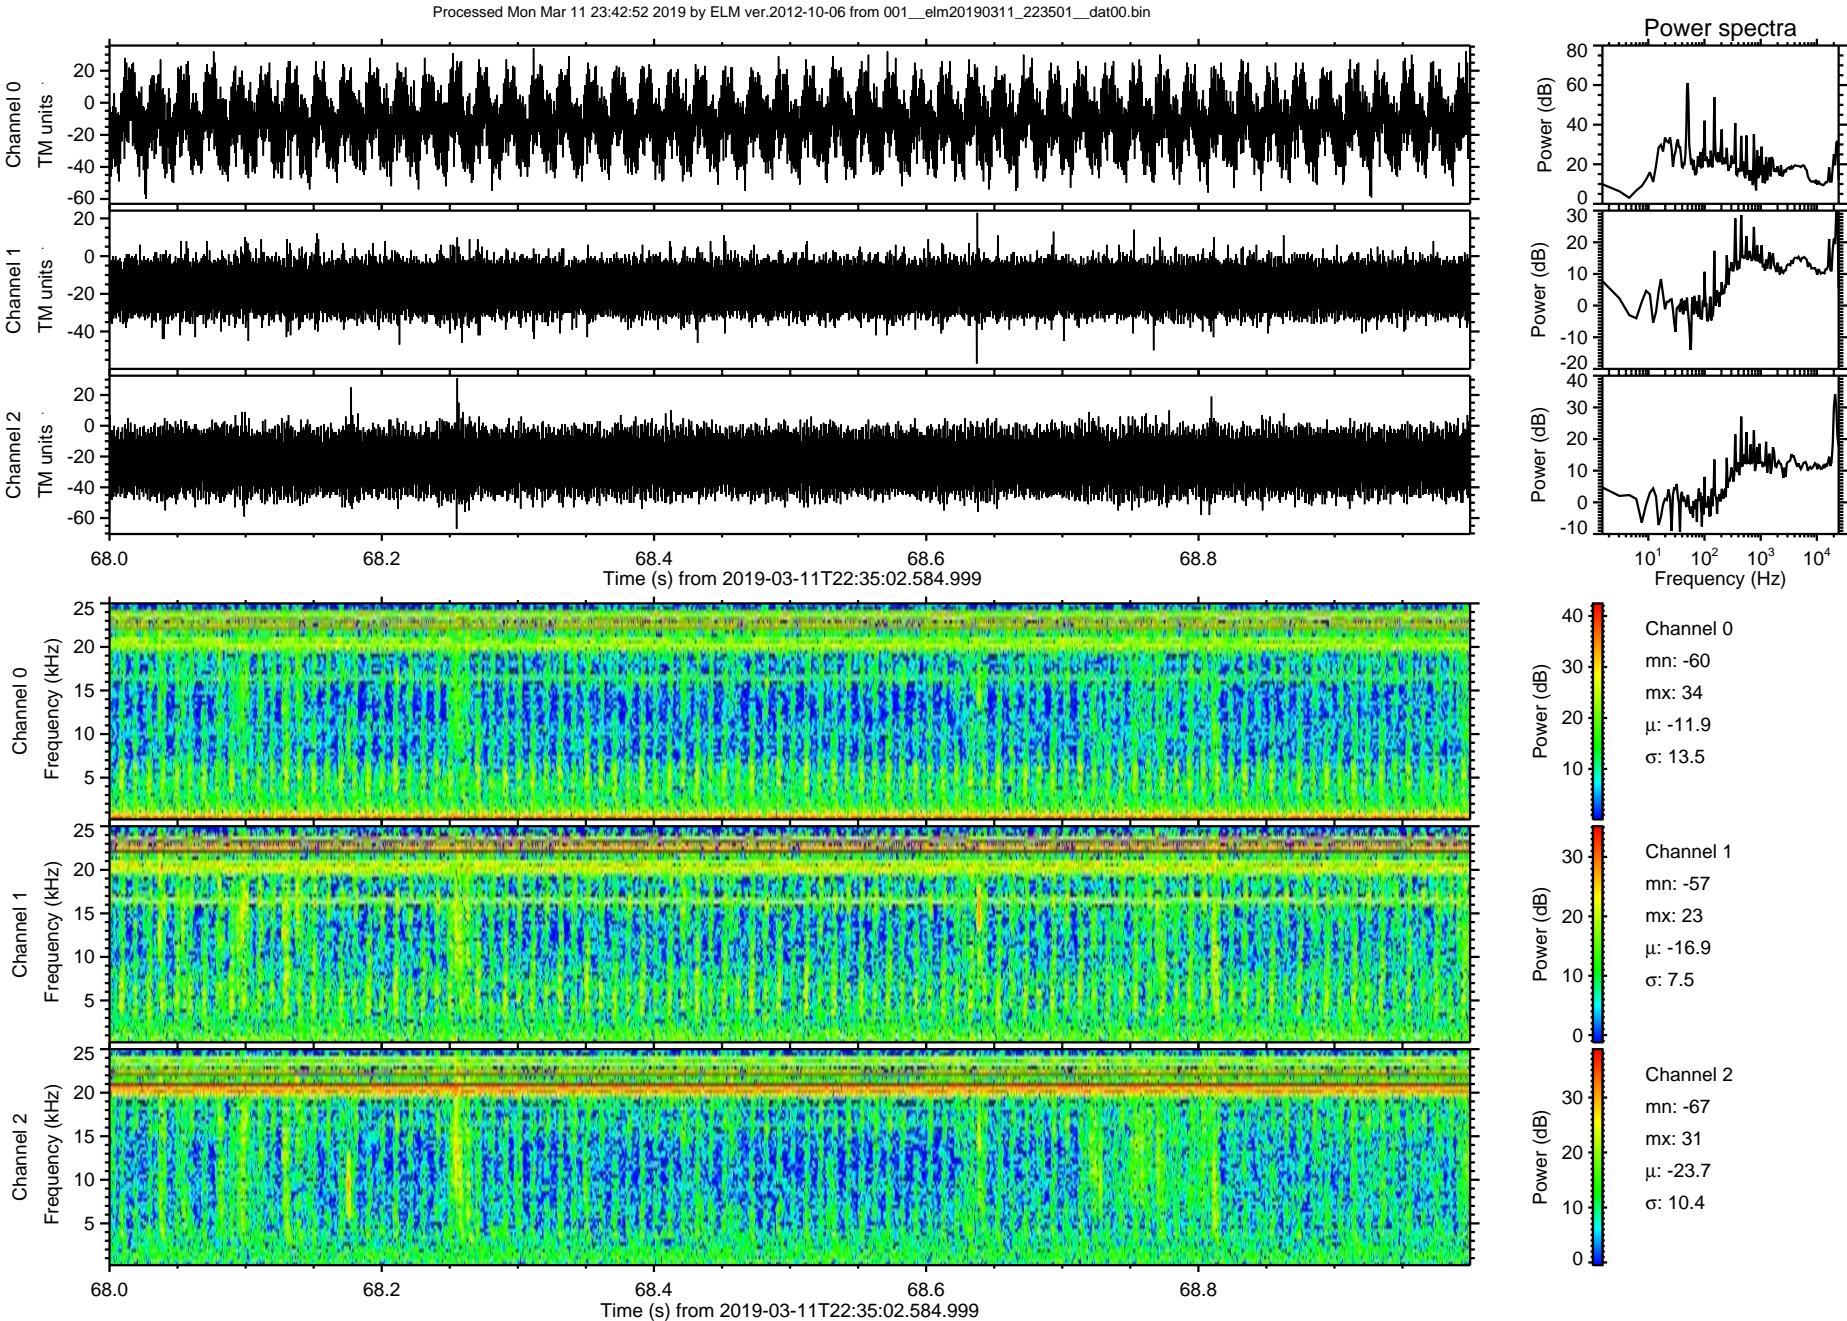 Processed Mon Mar 11 23:42:52 2019 by ELM ver.2012-10-06 from 001__elm20190311_223501__dat00.bin
Power spectra
Channel 0
TM units
20
0
-20
-40
-60
Power (dB)
80
60
40
20
0
Channel 1
TM units
20
0
-20
-40
Power (dB)
30
20
10
0
-10
-20
Channel 2
TM units
20
0
-20
-40
-60
Power (dB)
40
30
20
10
0
-10
68.0 68.2 68.4 68.6 68.8
Time (s) from 2019-03-11T22:35:02.584.999
10¹ 10² 10³ 10⁴
Frequency (Hz)
Channel 0
Frequency (kHz)
25
20
15
10
5
Power (dB)
40
30
20
10
Channel 0
mn: -60
mx: 34
μ: -11.9
σ: 13.5
Channel 1
Frequency (kHz)
25
20
15
10
5
Power (dB)
30
20
10
0
Channel 1
mn: -57
mx: 23
μ: -16.9
σ: 7.5
Channel 2
Frequency (kHz)
25
20
15
10
5
Power (dB)
30
20
10
0
Channel 2
mn: -67
mx: 31
μ: -23.7
σ: 10.4
68.0 68.2 68.4 68.6 68.8
Time (s) from 2019-03-11T22:35:02.584.999